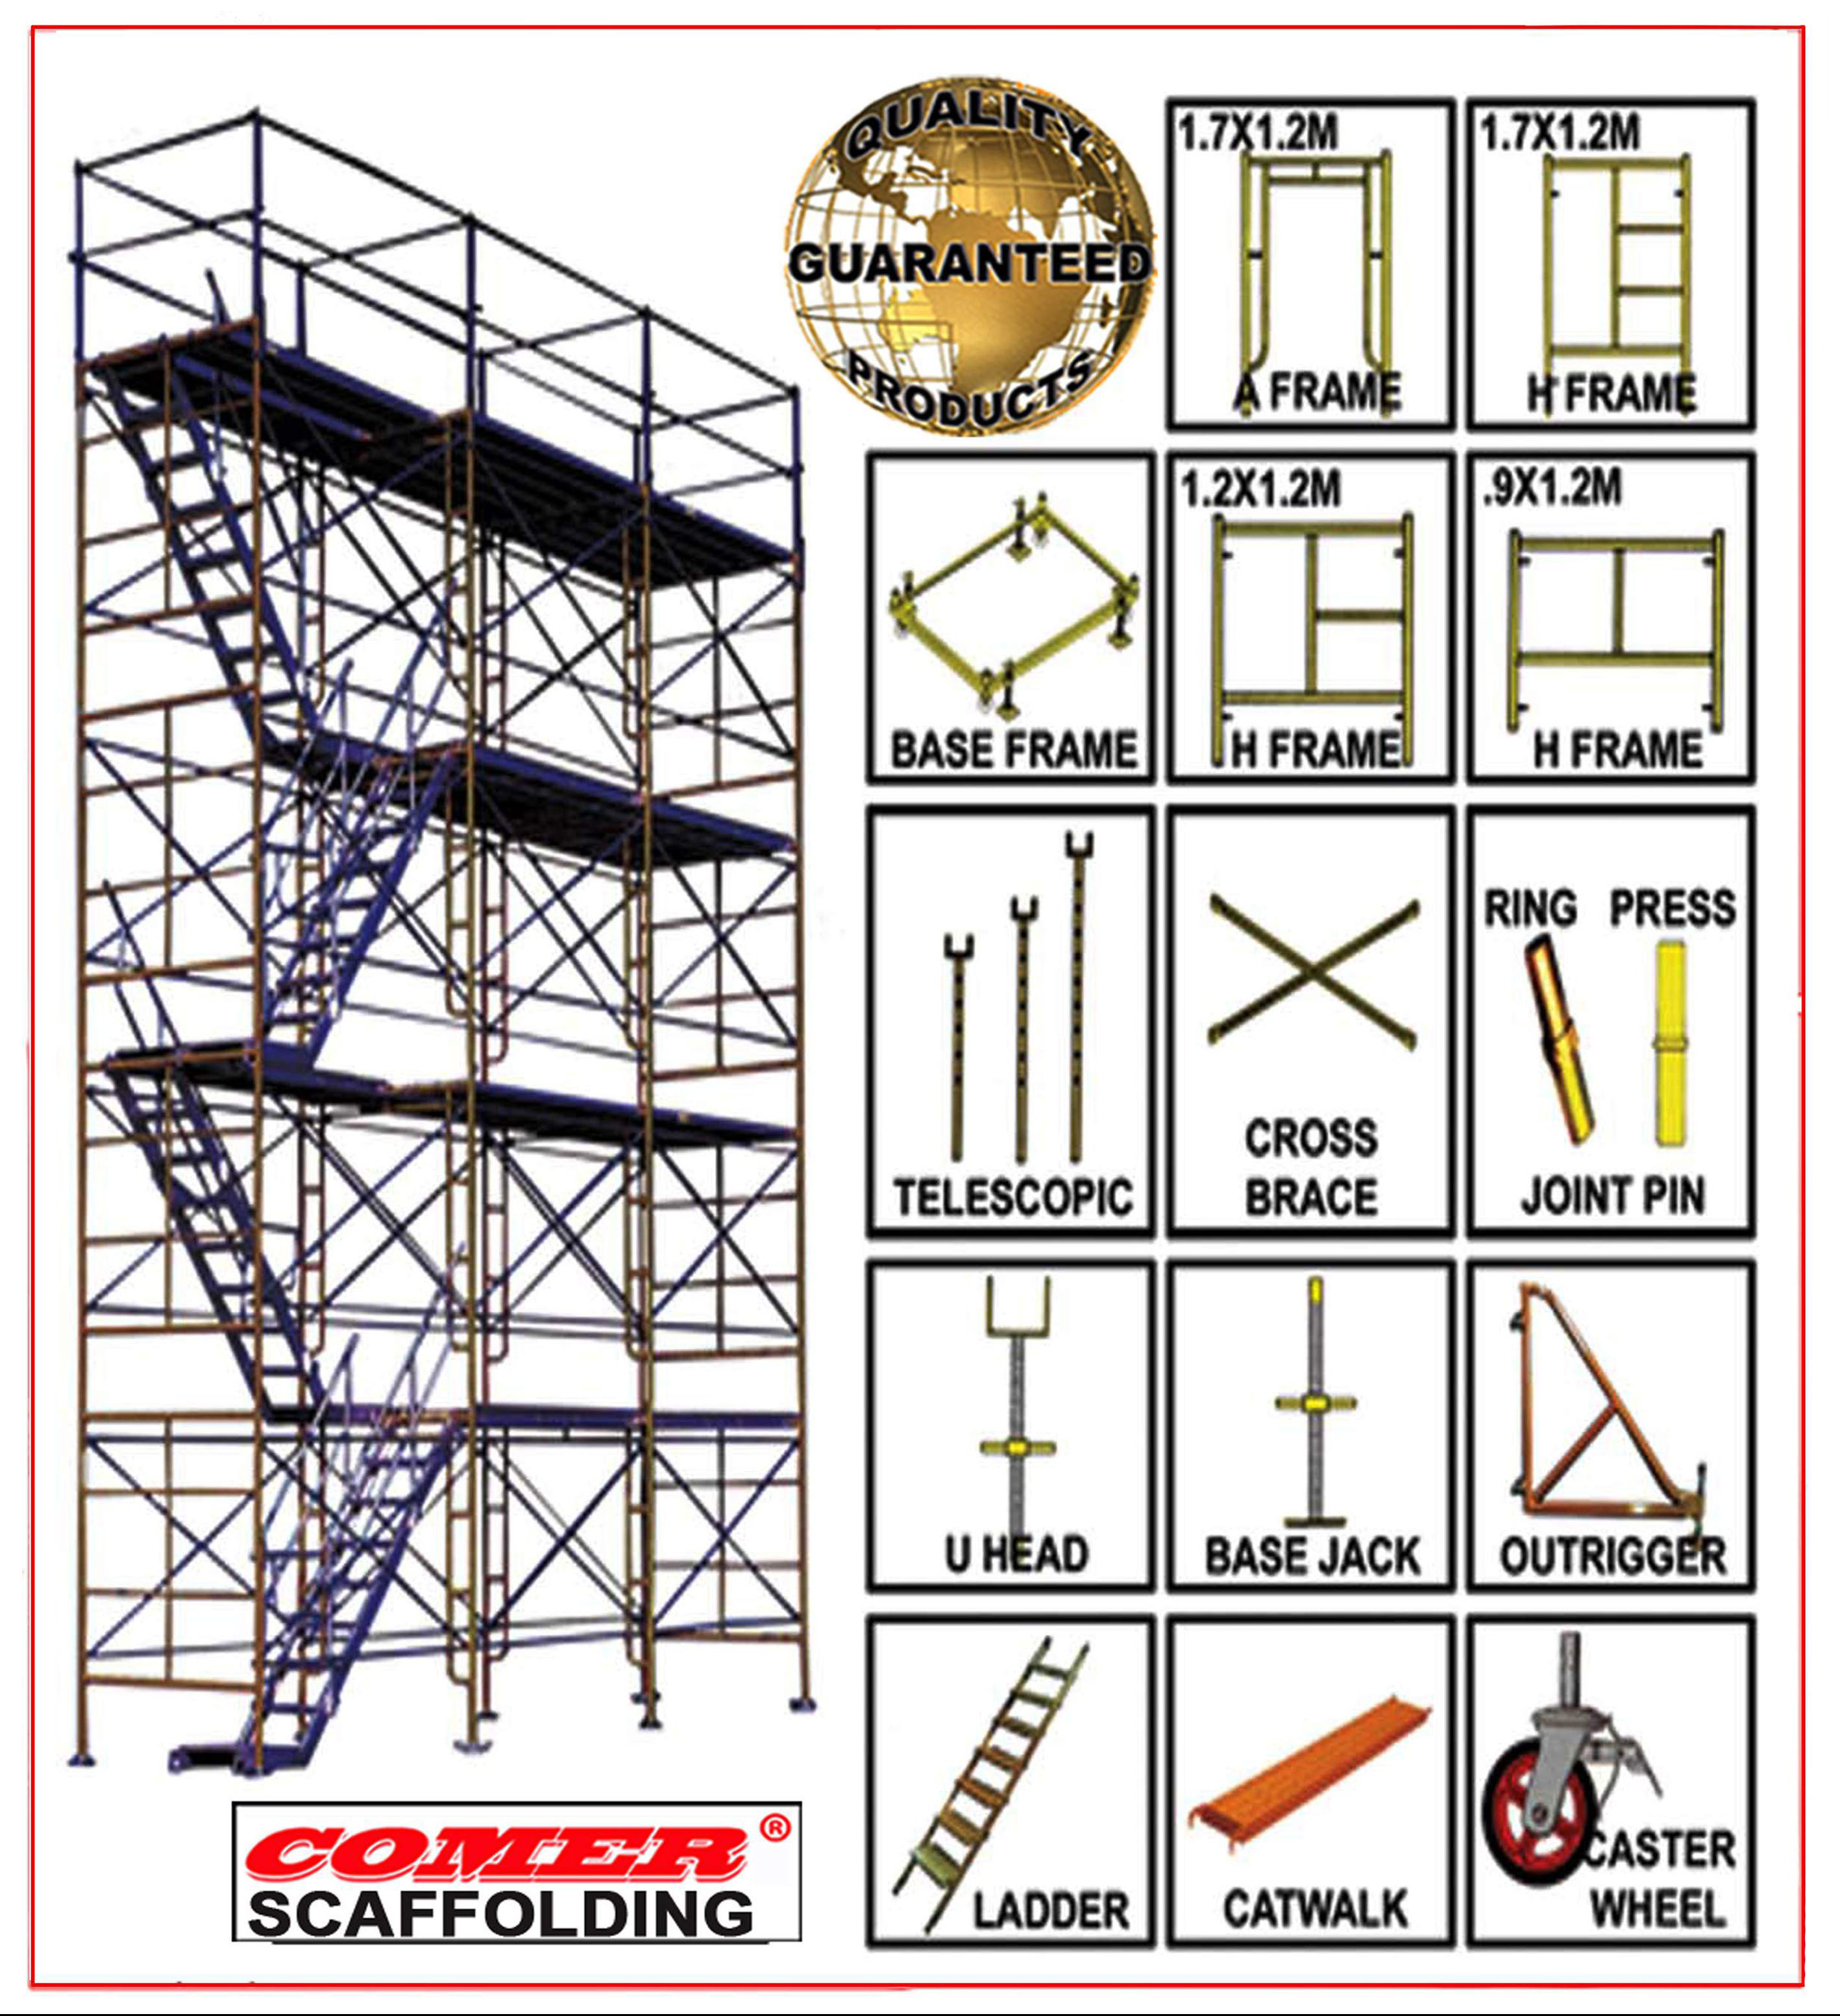 QUALITY
GUARANTEED
PRODUCTS
1.7X1.2M
A FRAME
1.7X1.2M
H FRAME
BASE FRAME
1.2X1.2M
H FRAME
.9X1.2M
H FRAME
TELESCOPIC
CROSS
BRACE
RING PRESS
JOINT PIN
U HEAD
BASE JACK
OUTRIGGER
LADDER
CATWALK
CASTER
WHEEL
COMER®
SCAFFOLDING